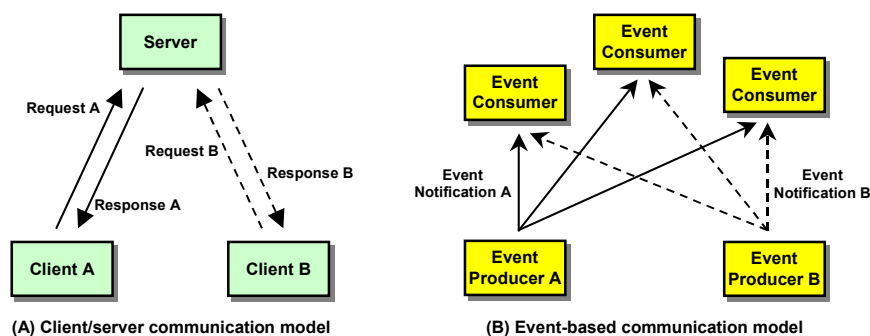 Server
Request A
Request B
Response B
Response A
Client A
Client B
(A) Client/server communication model
Event
Consumer
Event
Consumer
Event
Consumer
Event
Notification A
Event
Notification B
Event
Producer A
Event
Producer B
(B) Event-based communication model